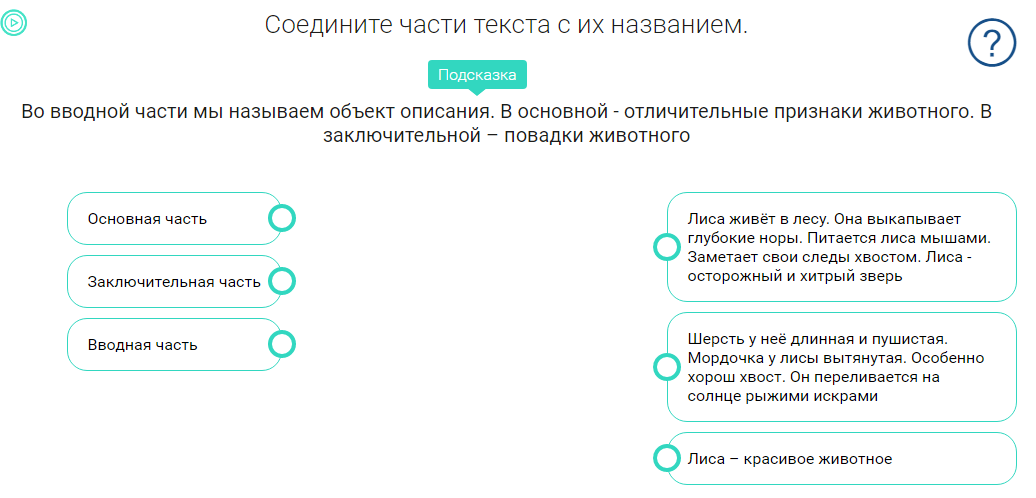 Соедините части текста с их названием.
?
Подсказка
Во вводной части мы называем объект описания. В основной - отличительные признаки животного. В
заключительной – повадки животного
Основная часть
Заключительная часть
Вводная часть
Лиса живёт в лесу. Она выкапывает
глубокие норы. Питается лиса мышами.
Заметает свои следы хвостом. Лиса -
осторожный и хитрый зверь
Шерсть у неё длинная и пушистая.
Мордочка у лисы вытянутая. Особенно
хорош хвост. Он переливается на
солнце рыжими искрами
Лиса – красивое животное